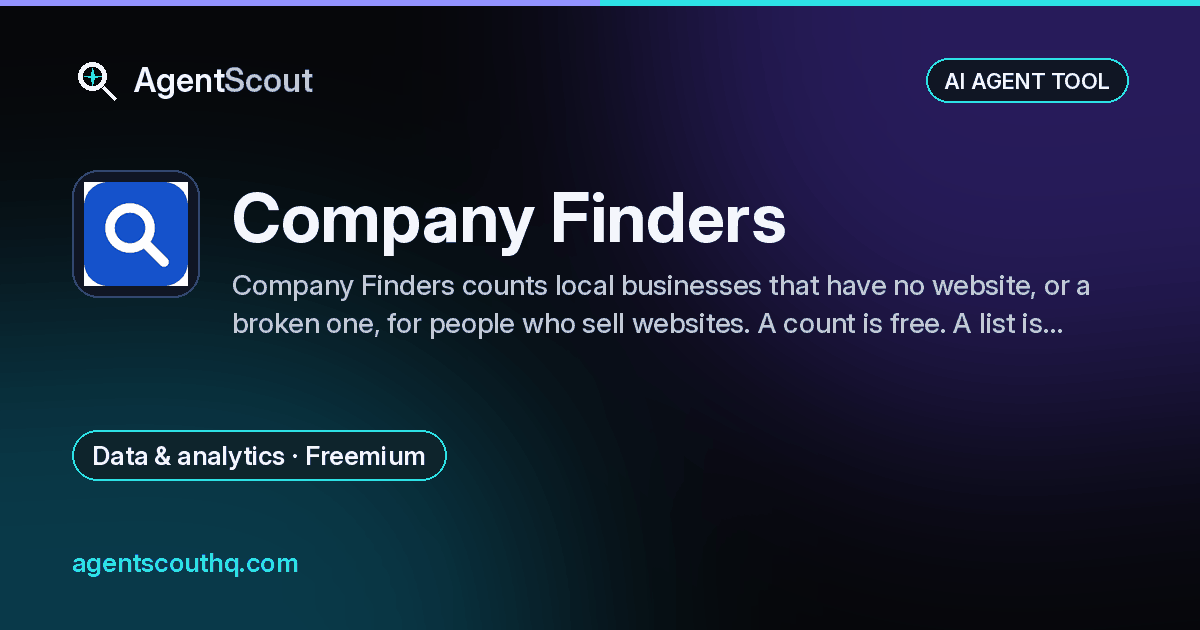 AgentScout
AI AGENT TOOL
Company Finders
Company Finders counts local businesses that have no website, or a
broken one, for people who sell websites. A count is free. A list is...
Data & analytics · Freemium
agentscouthq.com